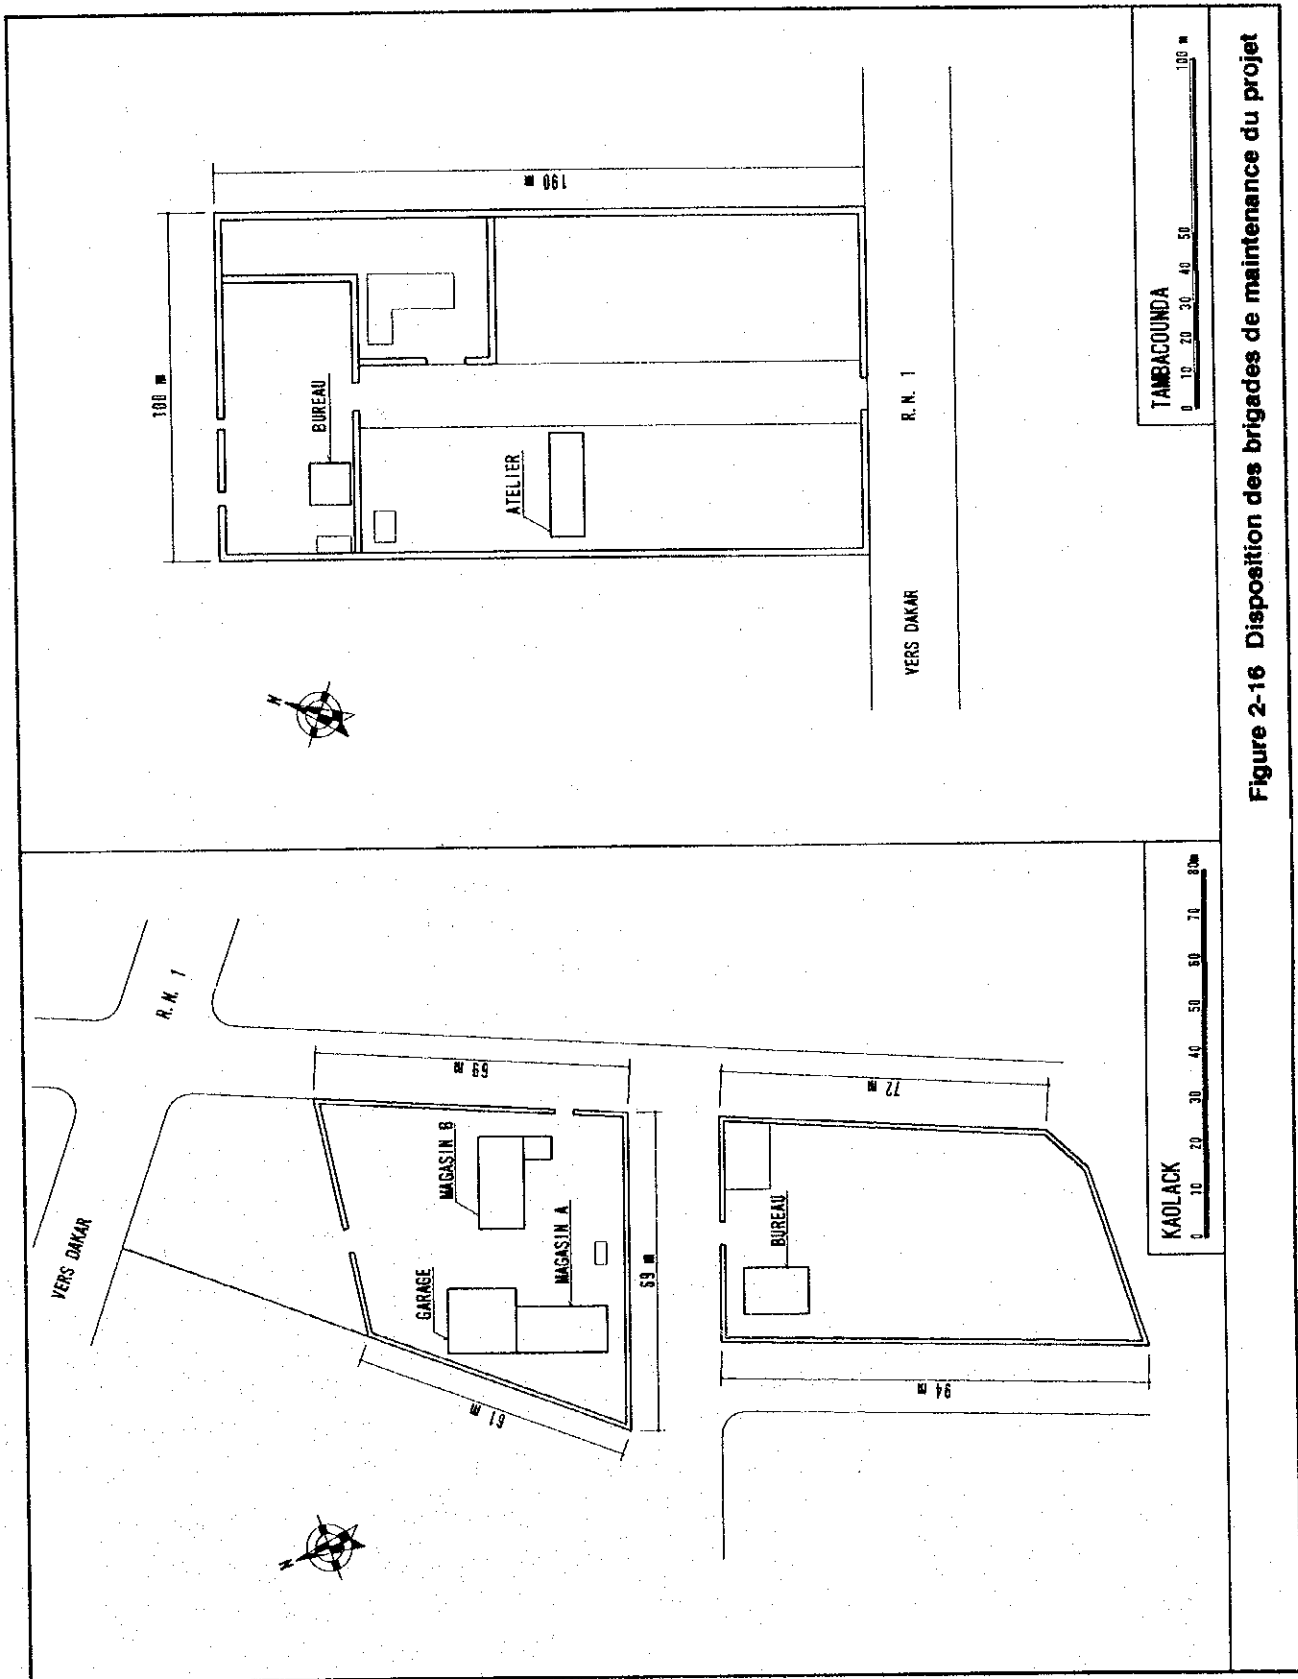 VERS DAKAR
R.N. 1
N
GARAGE
MAGASIN B
MAGASIN A
69 m
61 m
69 m
BUREAU
72 m
94 m
KAOLACK
0 10 20 30 40 50 60 70 80m
100 m
N
BUREAU
190 m
ATELIER
VERS DAKAR
R.N. 1
TAMBACOUNDA
0 10 20 30 40 50 100 m
Figure 2-16 Disposition des brigades de maintenance du projet